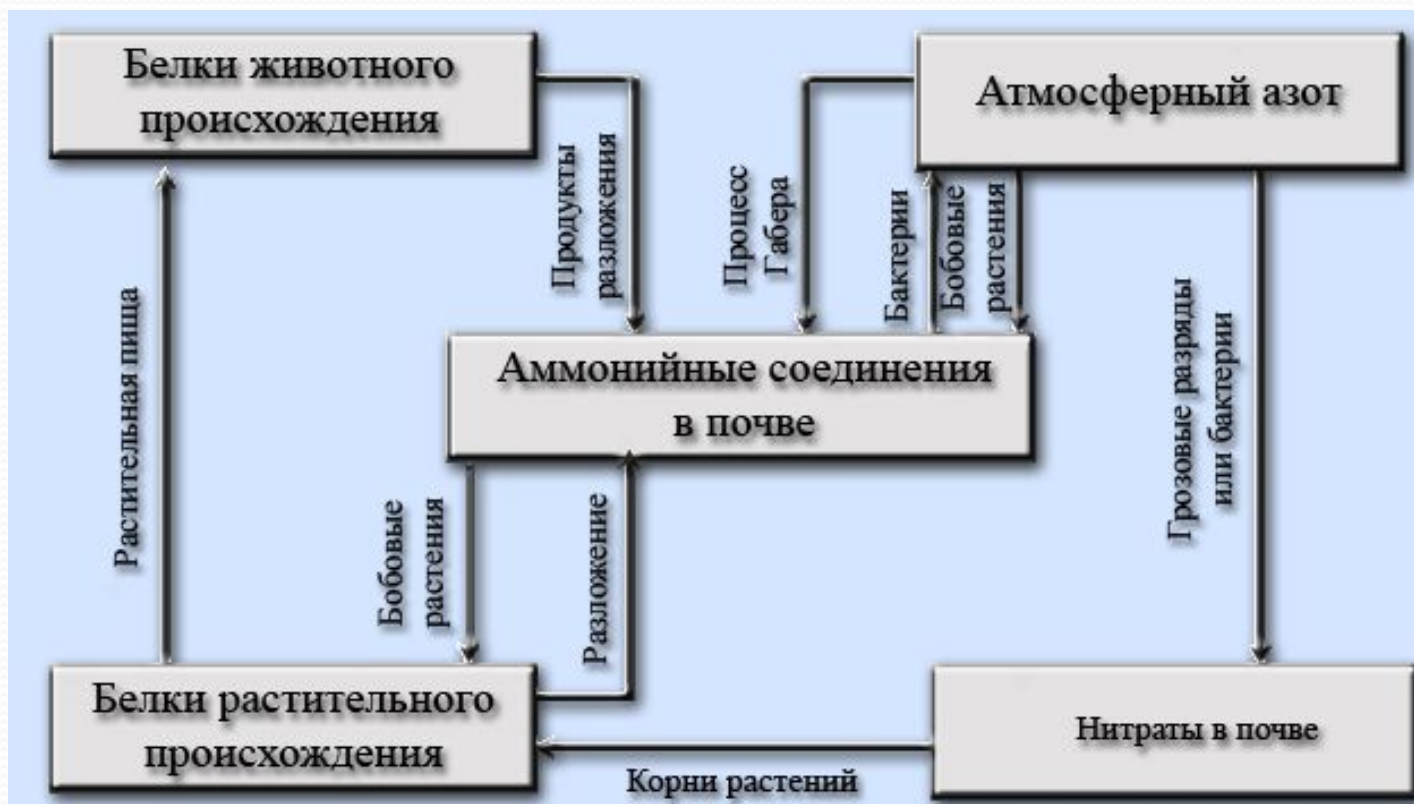 Белки животного
происхождения
Атмосферный азот
Продукты
разложения
Процесс
Габера
Бактерии
Бобовые
растения
Растительная пища
Грозовые разряды
или бактерии
Аммонийные соединения
в почве
Бобовые
растения
Разложение
Белки растительного
происхождения
Нитраты в почве
Корни растений